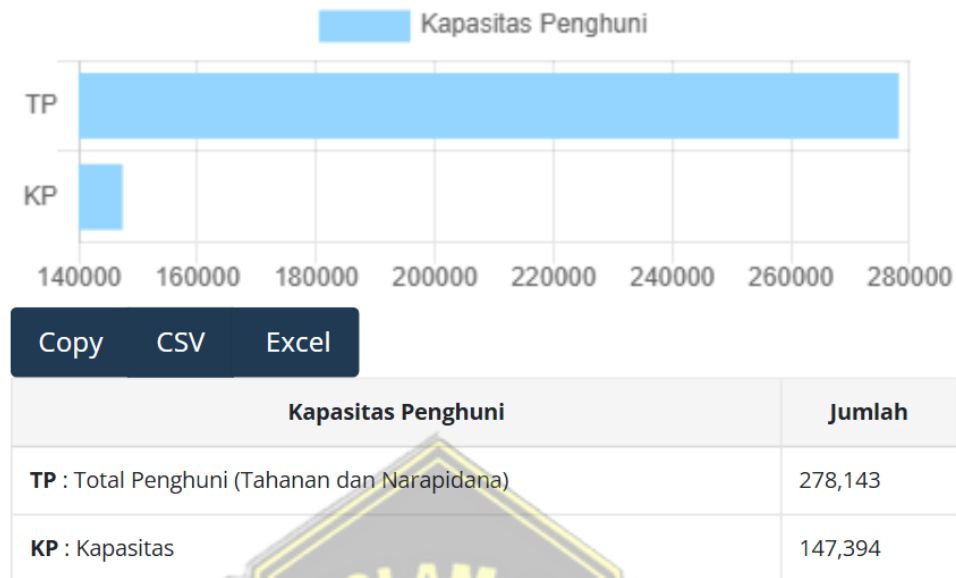 Kapasitas Penghuni
TP
KP
140000 160000 180000 200000 220000 240000 260000 280000
Copy CSV Excel
Kapasitas Penghuni Jumlah
TP : Total Penghuni (Tahanan dan Narapidana) 278,143
KP : Kapasitas 147,394